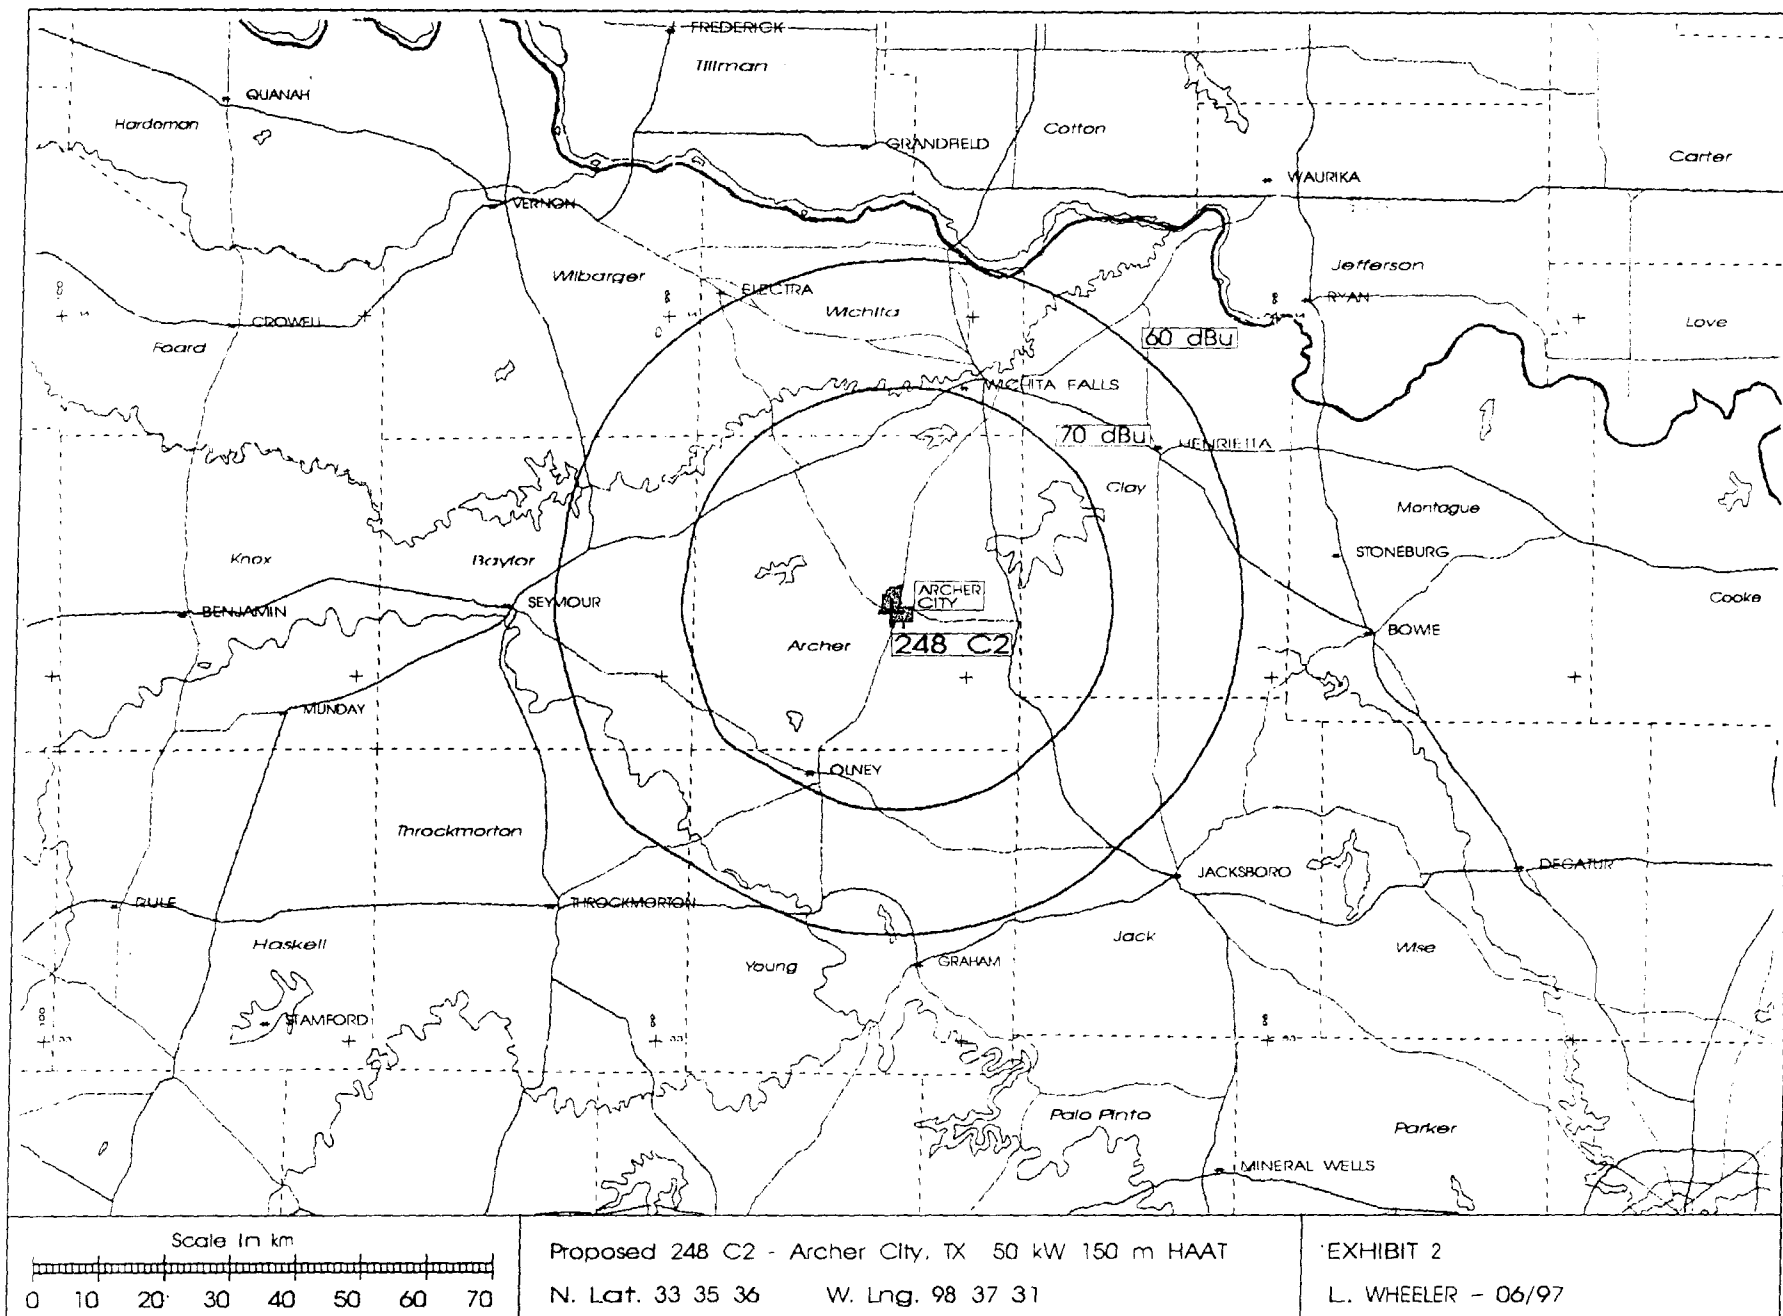 FREDERICK
Tillman
QUANAH
Hardeman
Cotton
GRANDFIELD
Carter
WAURIKA
VERNON
Wilbarger
Jefferson
ELECTRA
RYAN
Wichita
CROWELL
Love
Foard
60 dBu
WICHITA FALLS
70 dBu
HENRIETTA
Clay
Montague
Knox
Baylor
STONEBURG
ARCHER
CITY
Cooke
SEYMOUR
BENJAMIN
BOWIE
Archer
248 C2
MUNDAY
OLNEY
Throckmorton
JACKSBORO
DECATUR
RULE
THROCKMORTON
Haskell
Jack
Wise
Young
GRAHAM
100
STAMFORD
Palo Pinto
Parker
MINERAL WELLS
Scale in km
0 10 20 30 40 50 60 70
Proposed 248 C2 - Archer City, TX 50 kW 150 m HAAT
N. Lat. 33 35 36 W. Lng. 98 37 31
EXHIBIT 2
L. WHEELER - 06/97